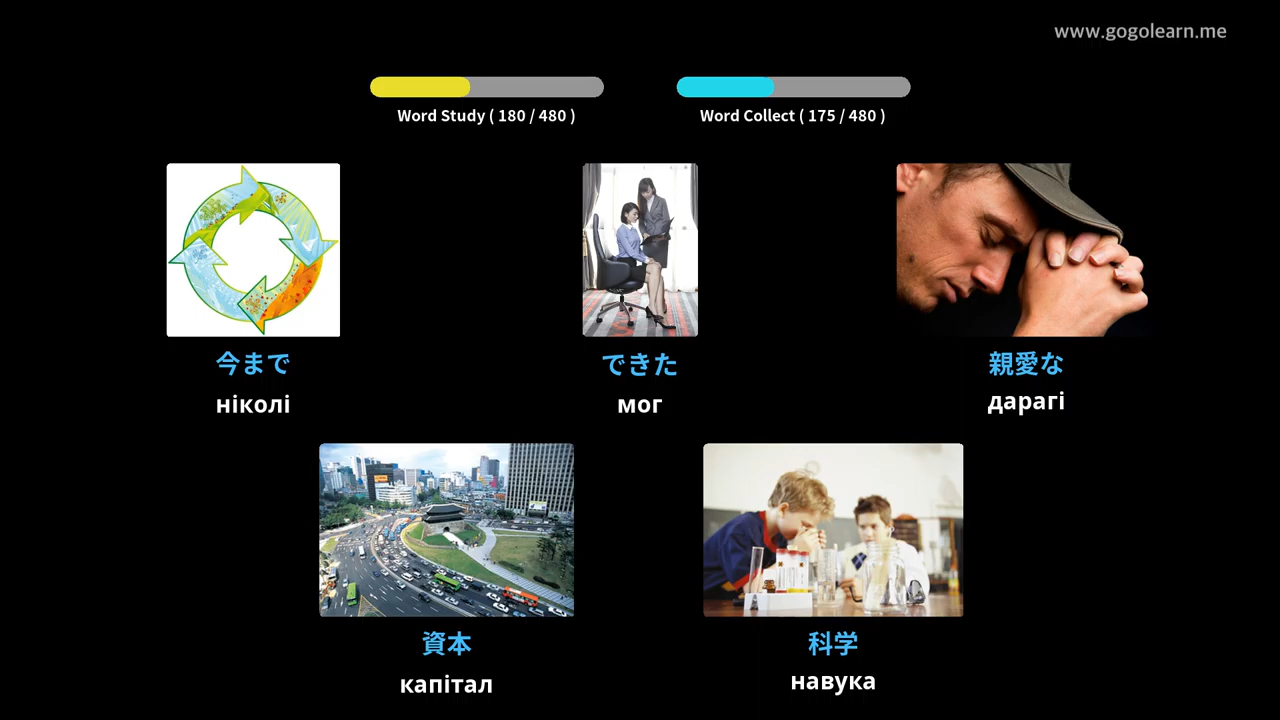 www.gogolearn.me
Word Study ( 180 / 480 )
Word Collect ( 175 / 480 )
今まで
ніколі
できた
мог
親愛な
дарагі
資本
капітал
科学
навука